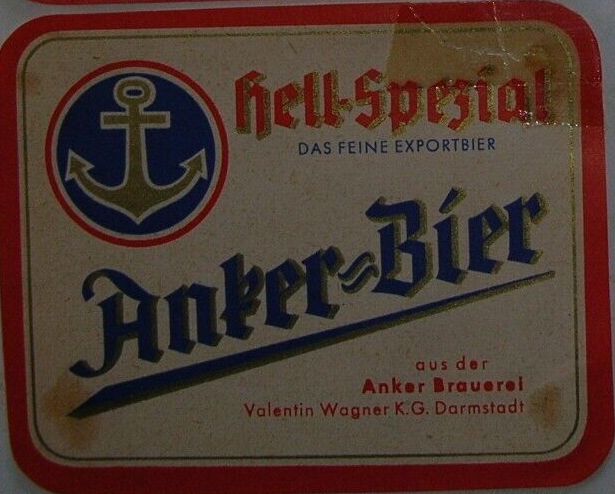 Hell-Spezial
DAS FEINE EXPORTBIER
Anker-Bier
aus der
Anker Brauerei
Valentin Wagner K.G. Darmstadt